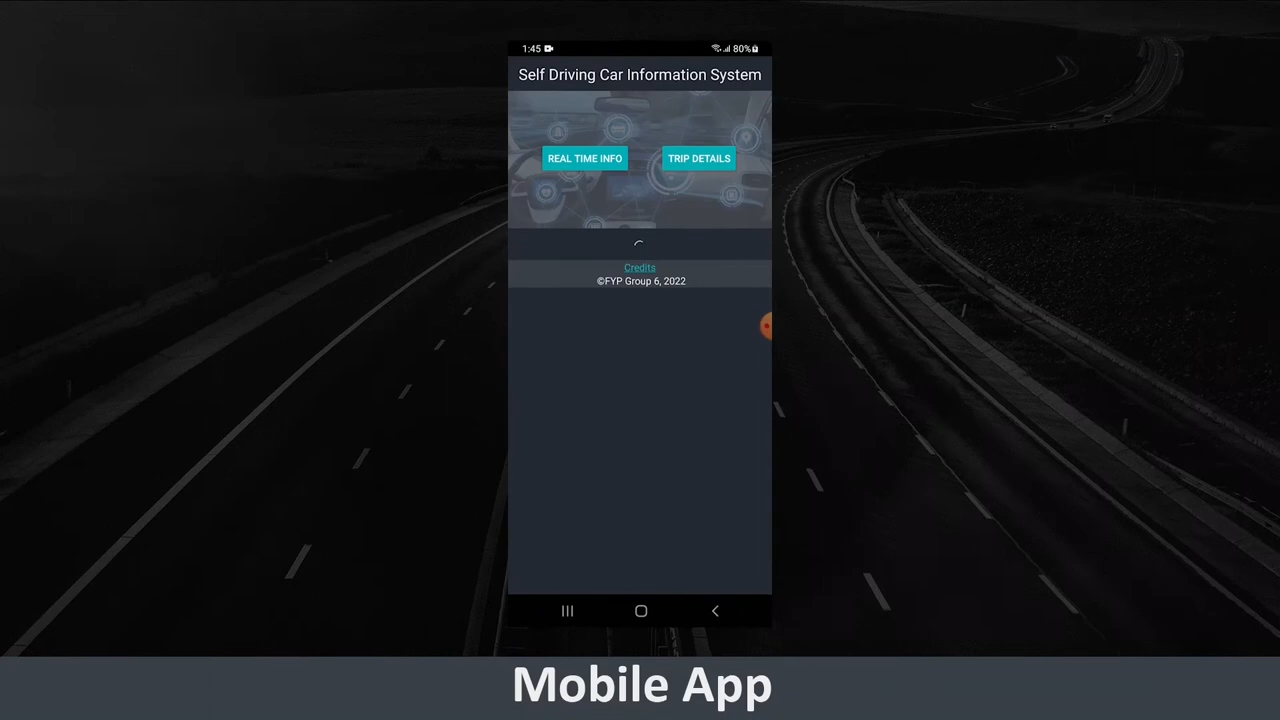 1:45
80%
Self Driving Car Information System
REAL TIME INFO
TRIP DETAILS
Credits
©FYP Group 6, 2022
Mobile App